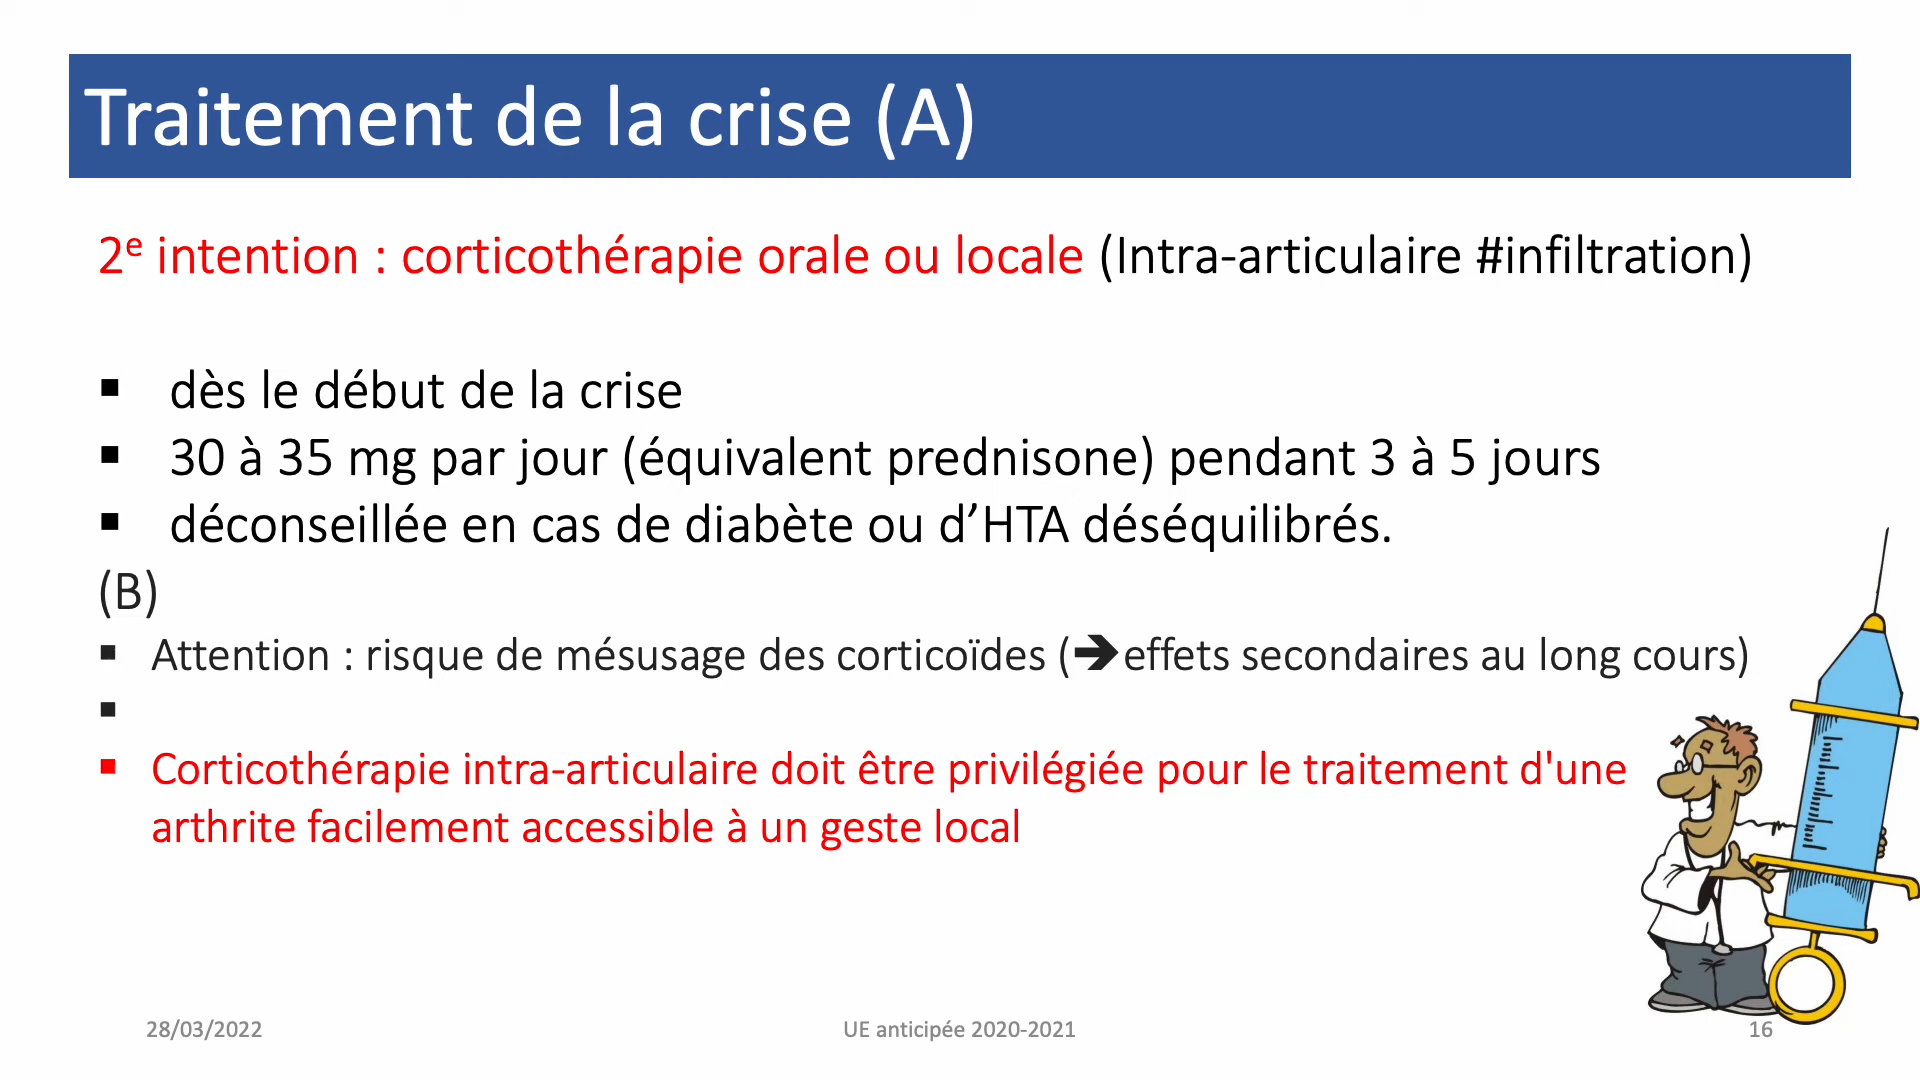 Traitement de la crise (A)
2e intention : corticothérapie orale ou locale (Intra-articulaire #infiltration)
▪ dès le début de la crise
▪ 30 à 35 mg par jour (équivalent prednisone) pendant 3 à 5 jours
▪ déconseillée en cas de diabète ou d’HTA déséquilibrés.
(B)
▪ Attention : risque de mésusage des corticoïdes (➔effets secondaires au long cours)
▪
▪ Corticothérapie intra-articulaire doit être privilégiée pour le traitement d'une
arthrite facilement accessible à un geste local
28/03/2022
UE anticipée 2020-2021
16